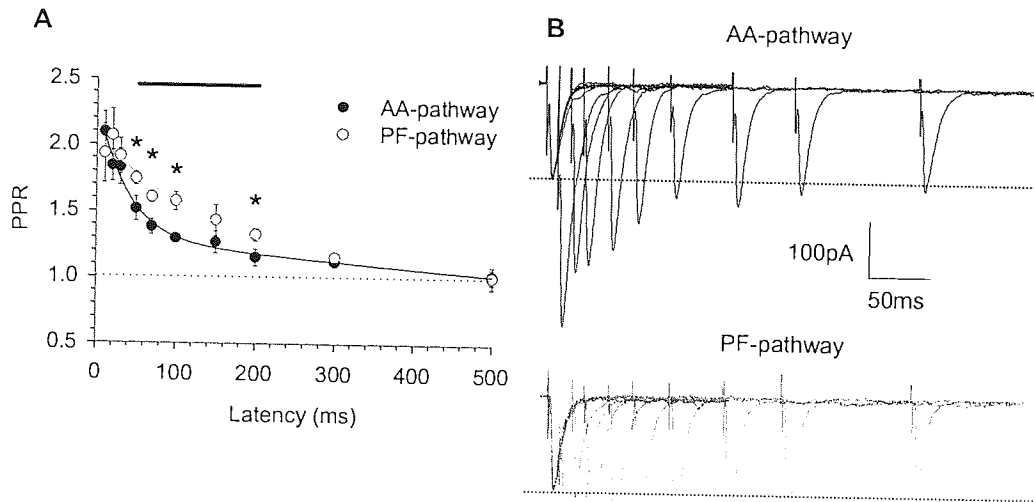 A
2.5
2.0
1.5
1.0
0.5
PPR
* * * *
AA-pathway
PF-pathway
0 100 200 300 400 500
Latency (ms)
B
AA-pathway
100pA
50ms
PF-pathway